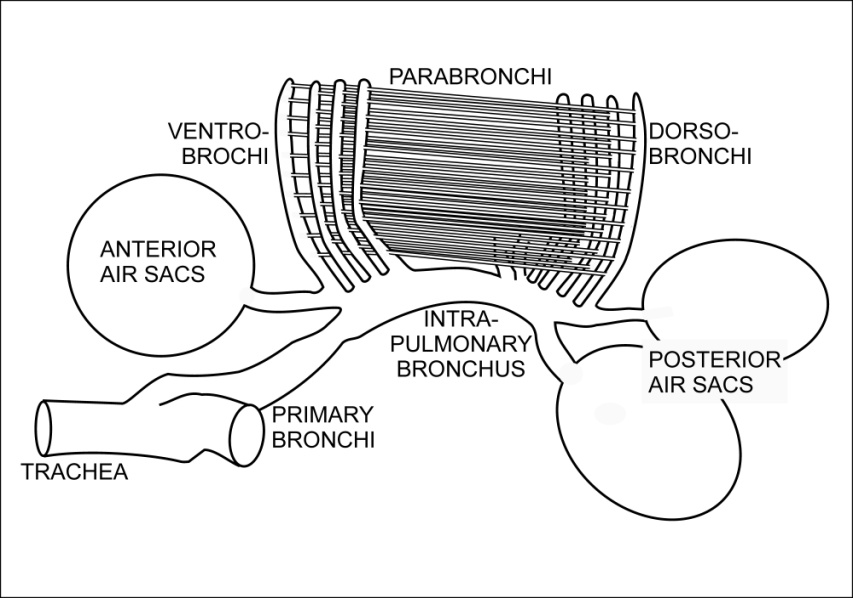 PARABRONCHI
VENTRO-
BROCHI
DORSO-
BRONCHI
ANTERIOR
AIR SACS
INTRA-
PULMONARY
BRONCHUS
POSTERIOR
AIR SACS
PRIMARY
BRONCHI
TRACHEA